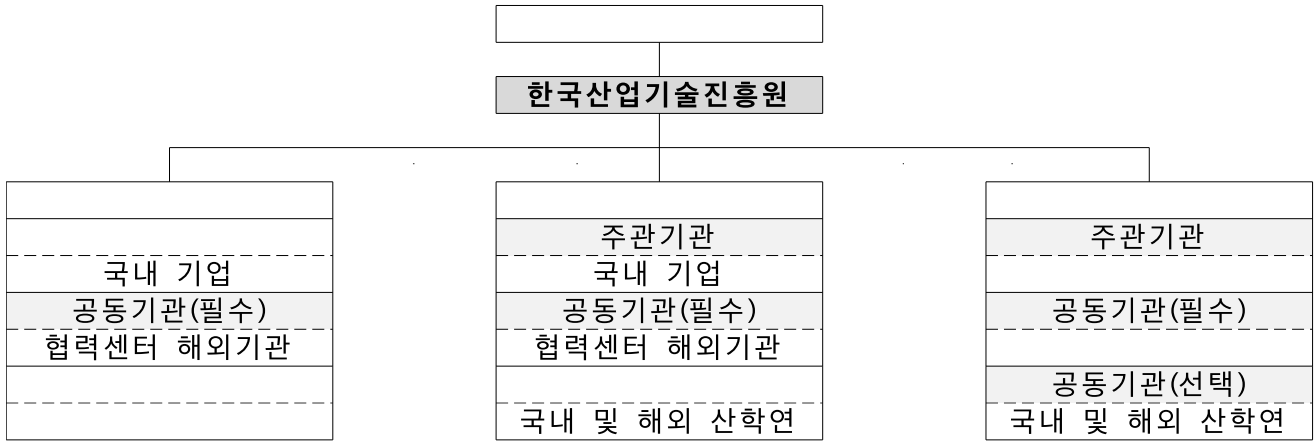 한국산업기술진흥원
주관기관 주관기관
국내 기업 국내 기업
공동기관(필수) 공동기관(필수) 공동기관(필수)
협력센터 해외기관 협력센터 해외기관
공동기관(선택)
국내 및 해외 산학연 국내 및 해외 산학연